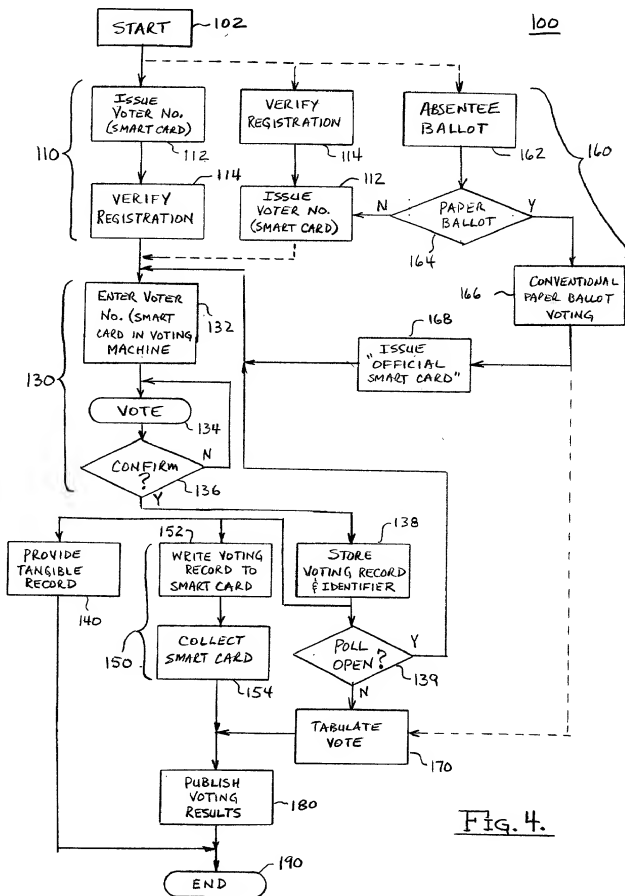 START
102
100
ISSUE
VOTER NO.
(SMART CARD)
112
VERIFY
REGISTRATION
114
ABSENTEE
BALLOT
162
160
110
VERIFY
REGISTRATION
114
ISSUE
VOTER NO.
(SMART CARD)
112
N
PAPER
BALLOT
Y
164
ENTER VOTER
NO. (SMART
CARD IN VOTING
MACHINE
132
CONVENTIONAL
PAPER BALLOT
VOTING
166
168
ISSUE
"OFFICIAL
SMART CARD"
130
VOTE
134
CONFIRM
?
N
136
Y
PROVIDE
TANGIBLE
RECORD
140
152
WRITE VOTING
RECORD TO
SMART CARD
138
STORE
VOTING RECORD
& IDENTIFIER
150
COLLECT
SMART CARD
154
POLL
OPEN?
Y
139
N
TABULATE
VOTE
170
PUBLISH
VOTING
RESULTS
180
FIG. 4.
190
END